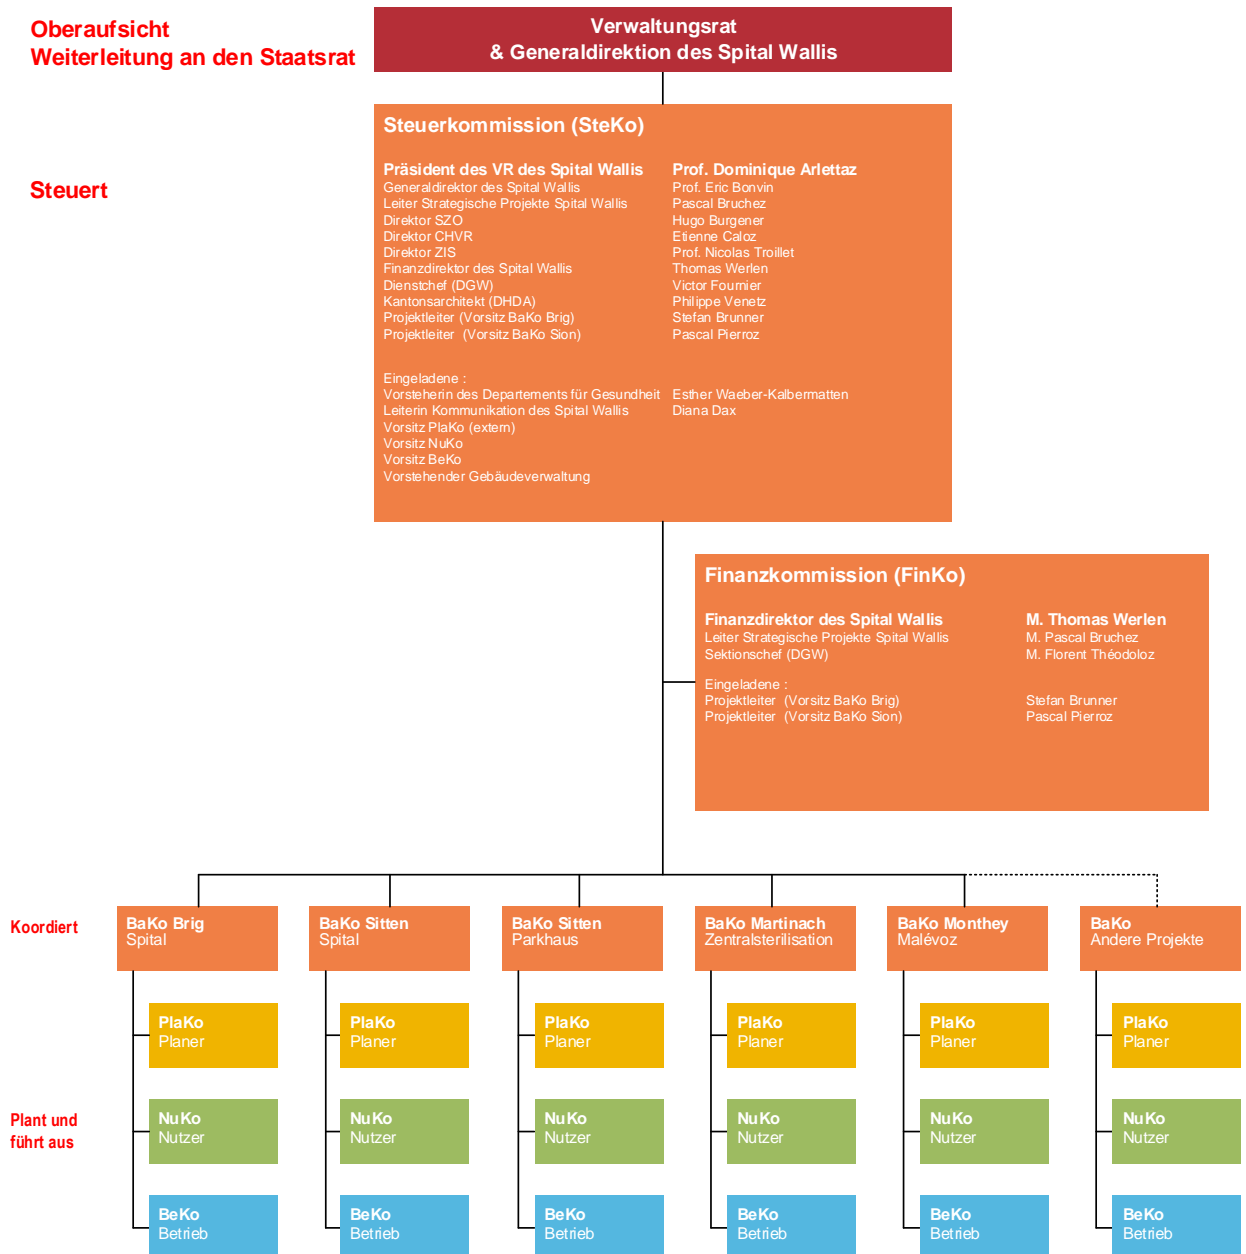 Oberaufsicht
Weiterleitung an den Staatsrat
Verwaltungsrat
& Generaldirektion des Spital Wallis
Steuert
Steuerkommission (SteKo)
Präsident des VR des Spital Wallis Prof. Dominique Arlettaz
Generaldirektor des Spital Wallis Prof. Eric Bonvin
Leiter Strategische Projekte Spital Wallis Pascal Bruchez
Direktor SZO Hugo Burgener
Direktor CHVR Etienne Caloz
Direktor ZIS Prof. Nicolas Troillet
Finanzdirektor des Spital Wallis Thomas Werlen
Dienstchef (DGW) Victor Fournier
Kantonsarchitekt (DHDA) Philippe Venetz
Projektleiter (Vorsitz BaKo Brig) Stefan Brunner
Projektleiter (Vorsitz BaKo Sion) Pascal Pierroz
Eingeladene :
Vorsteherin des Departements für Gesundheit Esther Waeber-Kalbermatten
Leiterin Kommunikation des Spital Wallis Diana Dax
Vorsitz PlaKo (extern)
Vorsitz NuKo
Vorsitz BeKo
Vorstehender Gebäudeverwaltung
Finanzkommission (FinKo)
Finanzdirektor des Spital Wallis M. Thomas Werlen
Leiter Strategische Projekte Spital Wallis M. Pascal Bruchez
Sektionschef (DGW) M. Florent Théodoloz
Eingeladene :
Projektleiter (Vorsitz BaKo Brig) Stefan Brunner
Projektleiter (Vorsitz BaKo Sion) Pascal Pierroz
Koordiert
BaKo Brig
Spital
BaKo Sitten
Spital
BaKo Sitten
Parkhaus
BaKo Martinach
Zentralsterilisation
BaKo Monthey
Malévoz
BaKo
Andere Projekte
PlaKo
Planer
PlaKo
Planer
PlaKo
Planer
PlaKo
Planer
PlaKo
Planer
PlaKo
Planer
Plant und
führt aus
NuKo
Nutzer
NuKo
Nutzer
NuKo
Nutzer
NuKo
Nutzer
NuKo
Nutzer
NuKo
Nutzer
BeKo
Betrieb
BeKo
Betrieb
BeKo
Betrieb
BeKo
Betrieb
BeKo
Betrieb
BeKo
Betrieb